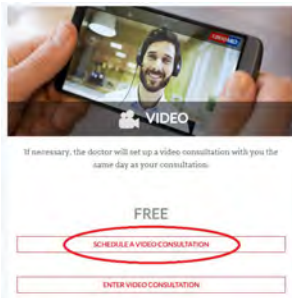 VIDEO
If necessary, the doctor will set up a video consultation with you the
same day as your consultation.
FREE
SCHEDULE A VIDEO CONSULTATION
ENTER VIDEO CONSULTATION